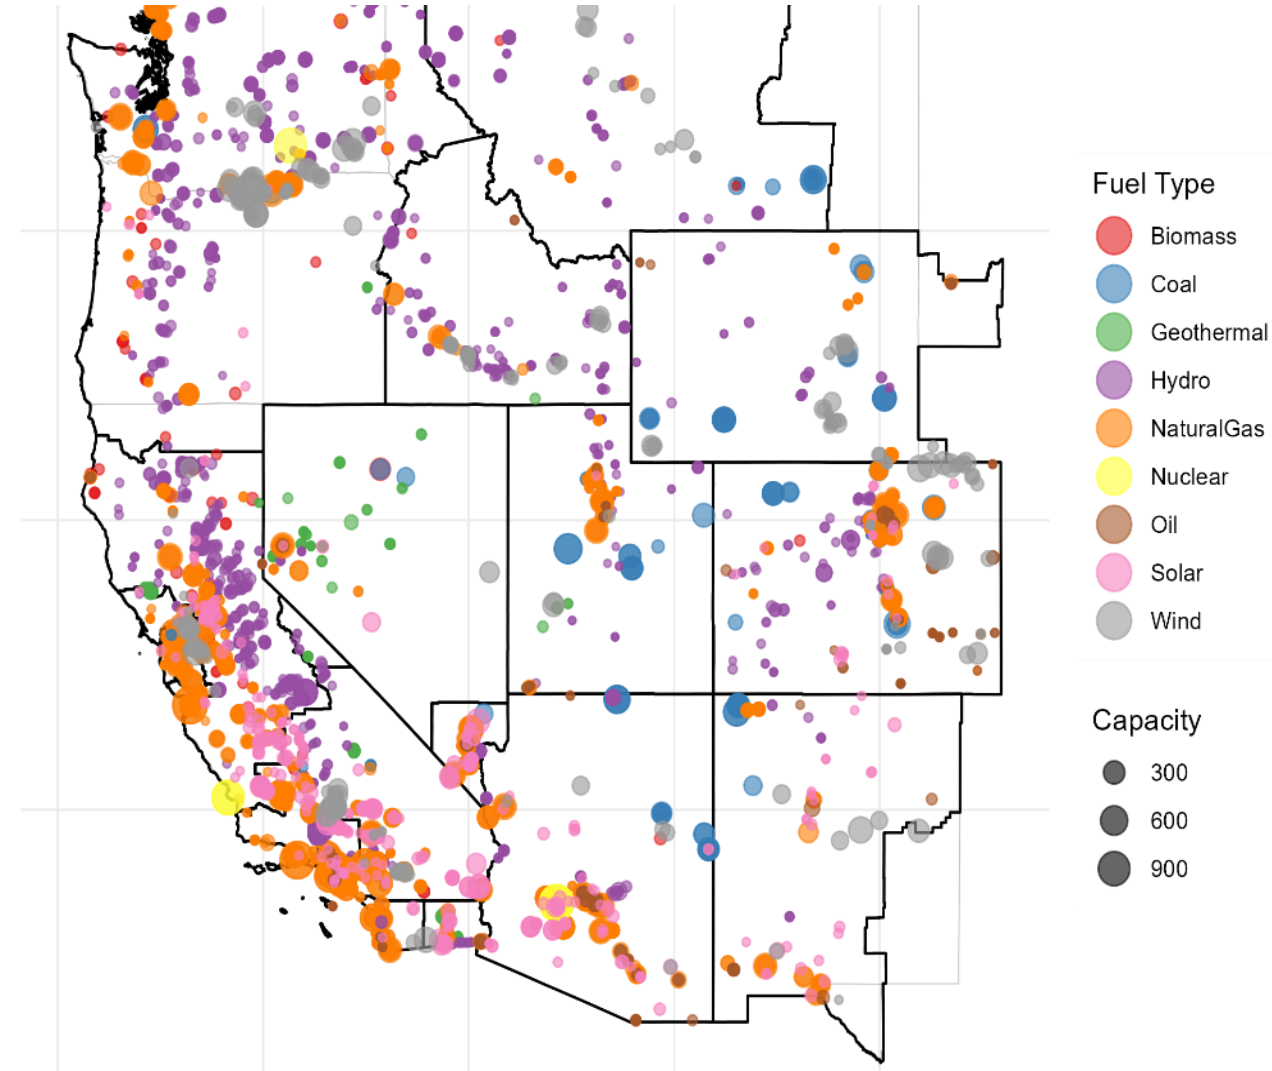 Fuel Type
Biomass
Coal
Geothermal
Hydro
NaturalGas
Nuclear
Oil
Solar
Wind
Capacity
300
600
900